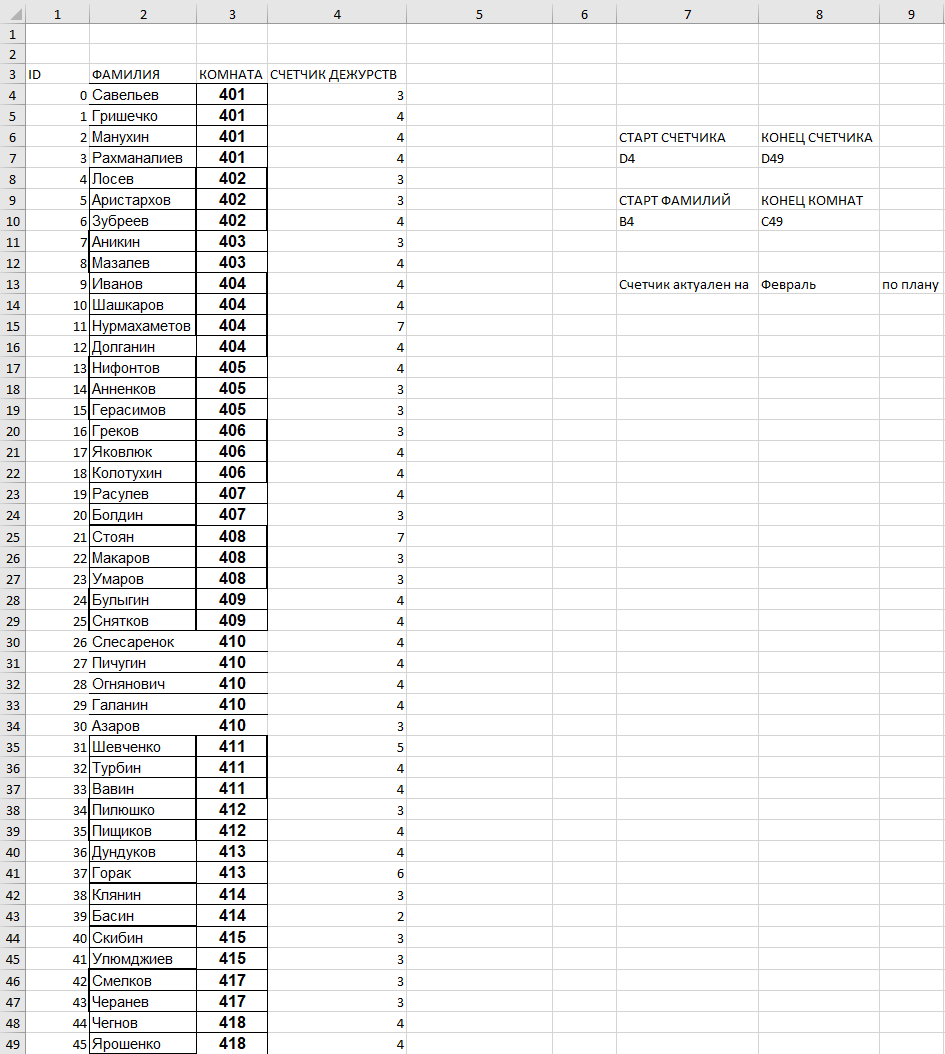 1 2 3 4 5 6 7 8 9
1
2
3 ID ФАМИЛИЯ КОМНАТА СЧЕТЧИК ДЕЖУРСТВ
4 0 Савельев 401 3
5 1 Гришечко 401 4
6 2 Манухин 401 4 СТАРТ СЧЕТЧИКА КОНЕЦ СЧЕТЧИКА
7 3 Рахманалиев 401 4 D4 D49
8 4 Лосев 402 3
9 5 Аристархов 402 3 СТАРТ ФАМИЛИЙ КОНЕЦ КОМНАТ
10 6 Зубреев 402 4 B4 C49
11 7 Аникин 403 3
12 8 Мазалев 403 4
13 9 Иванов 404 4 Счетчик актуален на Февраль по плану
14 10 Шашкаров 404 4
15 11 Нурмахаметов 404 7
16 12 Долганин 404 4
17 13 Нифонтов 405 4
18 14 Анненков 405 3
19 15 Герасимов 405 3
20 16 Греков 406 3
21 17 Яковлюк 406 4
22 18 Колотухин 406 4
23 19 Расулев 407 4
24 20 Болдин 407 3
25 21 Стоян 408 7
26 22 Макаров 408 3
27 23 Умаров 408 3
28 24 Булыгин 409 4
29 25 Снятков 409 4
30 26 Слесаренок 410 4
31 27 Пичугин 410 4
32 28 Огнянович 410 4
33 29 Галанин 410 4
34 30 Азаров 410 3
35 31 Шевченко 411 5
36 32 Турбин 411 4
37 33 Вавин 411 4
38 34 Пилюшко 412 3
39 35 Пищиков 412 4
40 36 Дундуков 413 4
41 37 Горак 413 6
42 38 Клянин 414 3
43 39 Басин 414 2
44 40 Скибин 415 3
45 41 Улюмджиев 415 3
46 42 Смелков 417 3
47 43 Черанев 417 3
48 44 Чегнов 418 4
49 45 Ярошенко 418 4